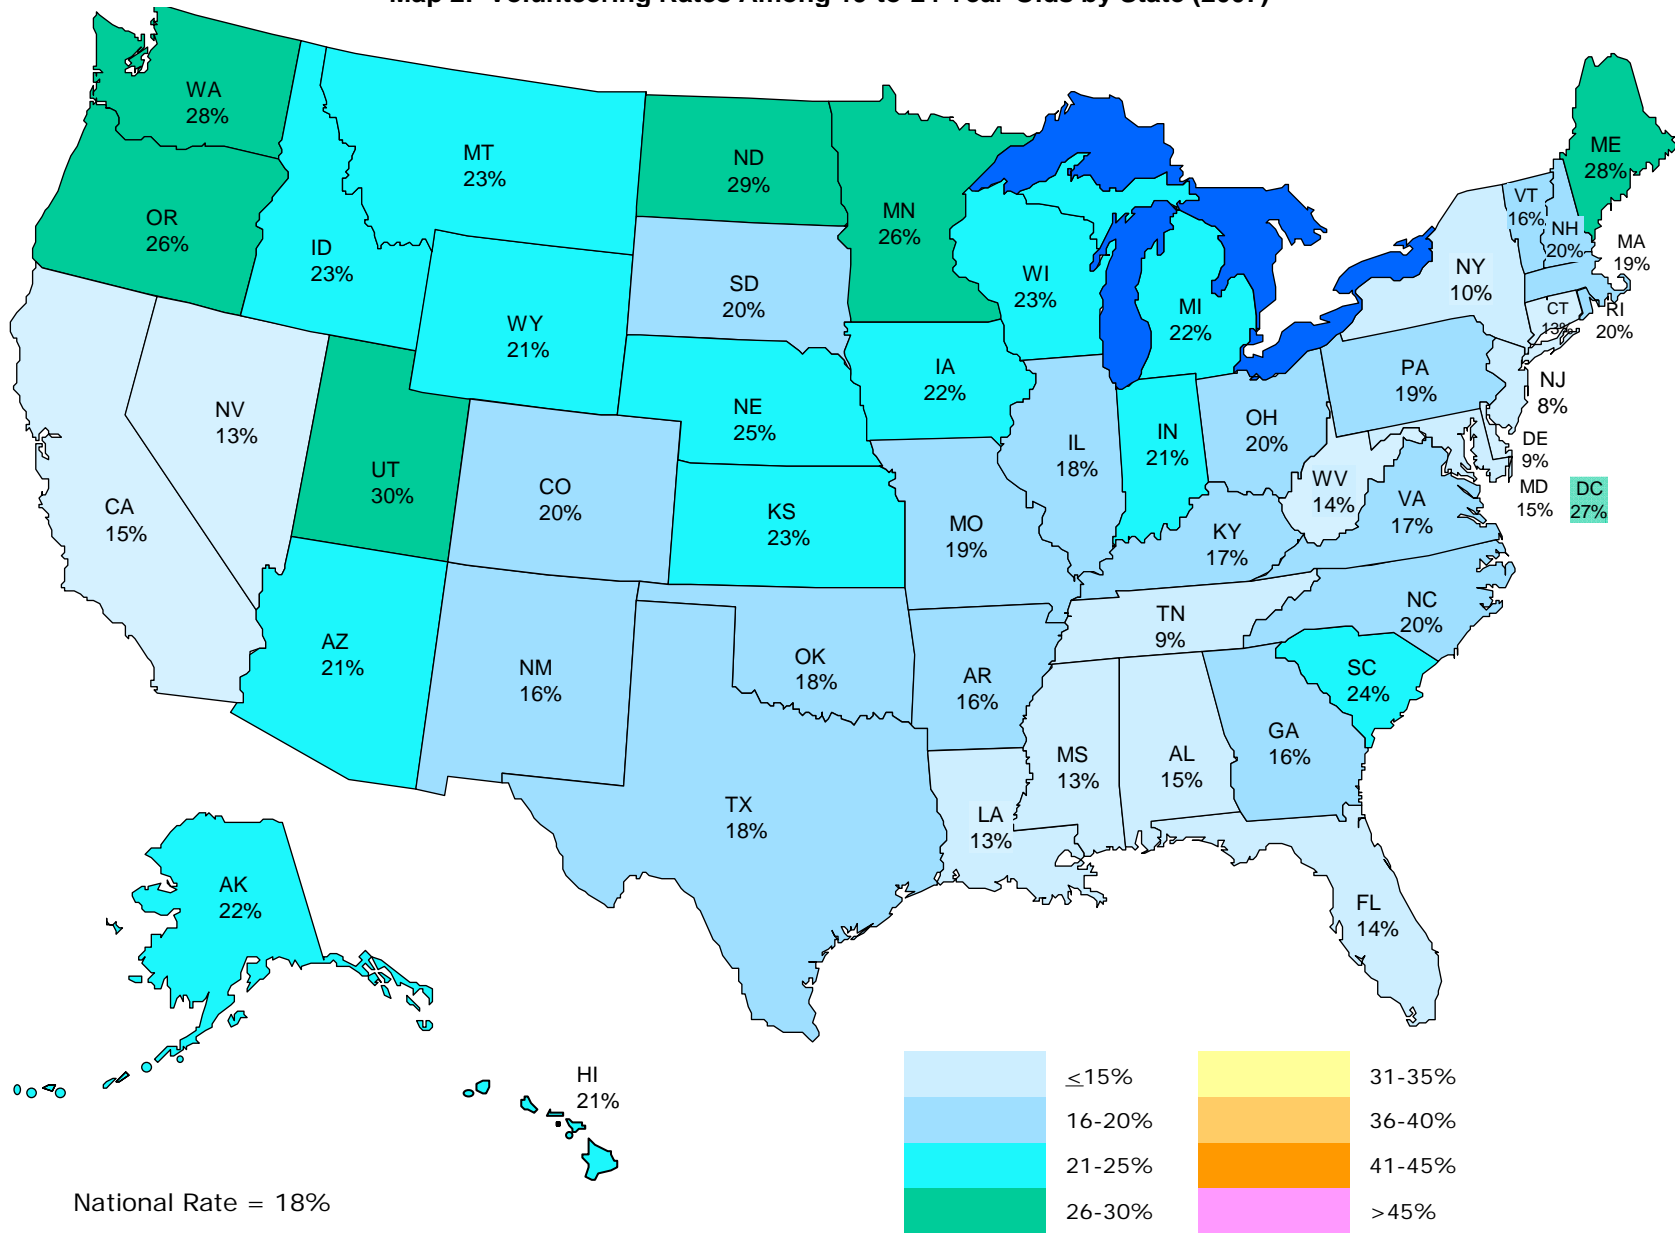 WA
28%
MT
23%
ND
29%
ME
28%
OR
26%
ID
23%
MN
26%
VT
16%
NH
20%
MA
19%
SD
20%
WI
23%
NY
10%
WY
21%
MI
22%
CT
13%
RI
20%
IA
22%
PA
19%
NJ
8%
NV
13%
NE
25%
OH
20%
IN
21%
IL
18%
DE
9%
UT
30%
CO
20%
WV
14%
MD
15%
DC
27%
CA
15%
KS
23%
MO
19%
KY
17%
VA
17%
TN
9%
NC
20%
AZ
21%
NM
16%
OK
18%
AR
16%
SC
24%
MS
13%
AL
15%
GA
16%
TX
18%
LA
13%
AK
22%
FL
14%
HI
21%
≤15%
16-20%
21-25%
26-30%
31-35%
36-40%
41-45%
>45%
National Rate = 18%